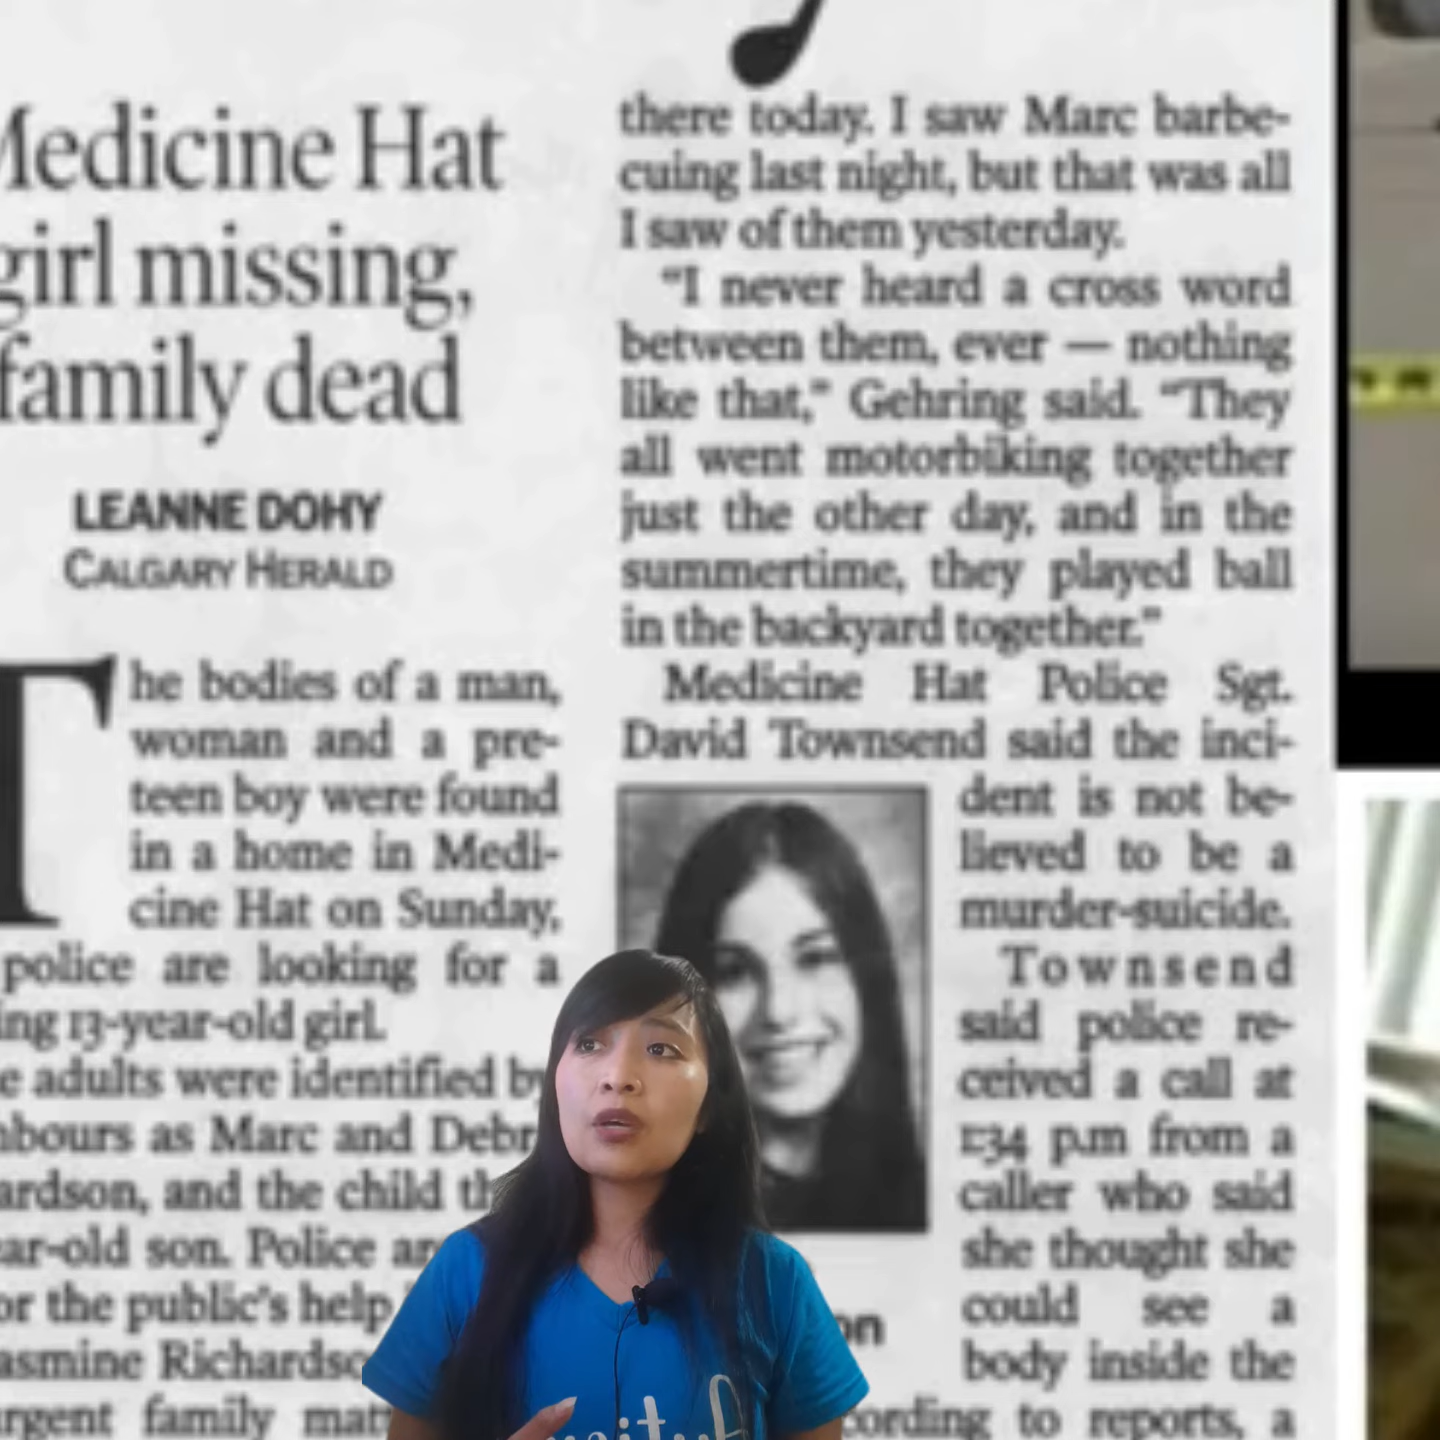 Medicine Hat
girl missing,
family dead
LEANNE DOHY
CALGARY HERALD
The bodies of a man,
woman and a pre-
teen boy were found
in a home in Medi-
cine Hat on Sunday,
police are looking for a
ing 13-year-old girl.
e adults were identified by
hbours as Marc and Debr
ardson, and the child th
ear-old son. Police
or the public's help
asmine Richardso
urgent family mat
there today. I saw Marc barbe-
cuing last night, but that was all
I saw of them yesterday.
“I never heard a cross word
between them, ever — nothing
like that,” Gehring said. “They
all went motorbiking together
just the other day, and in the
summertime, they played ball
in the backyard together.”
Medicine Hat Police Sgt.
David Townsend said the inci-
dent is not be-
lieved to be a
murder-suicide.
Townsend
said police re-
ceived a call at
1:34 p.m from a
caller who said
she thought she
could see a
body inside the
on
cording to reports, a